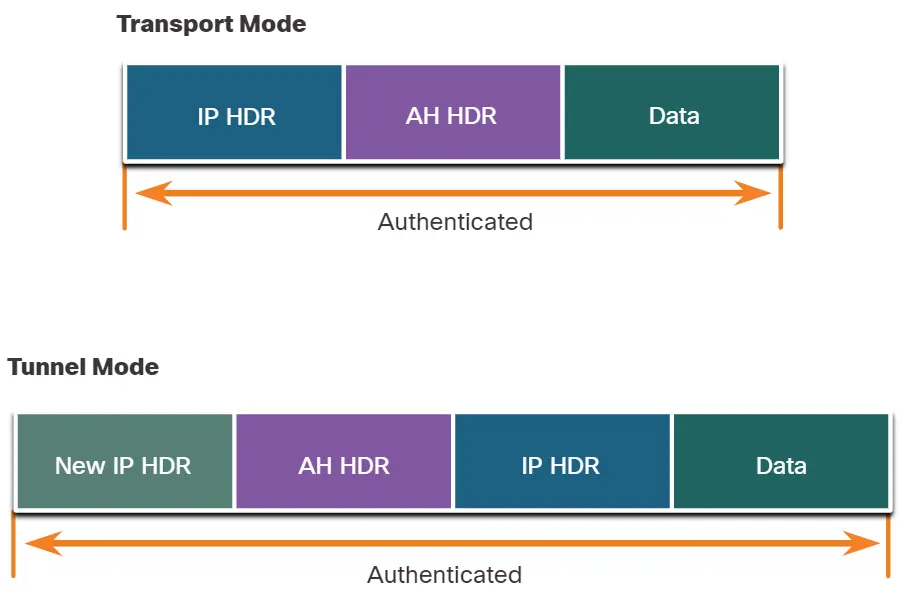 Transport Mode
IP HDR AH HDR Data
Authenticated
Tunnel Mode
New IP HDR AH HDR IP HDR Data
Authenticated